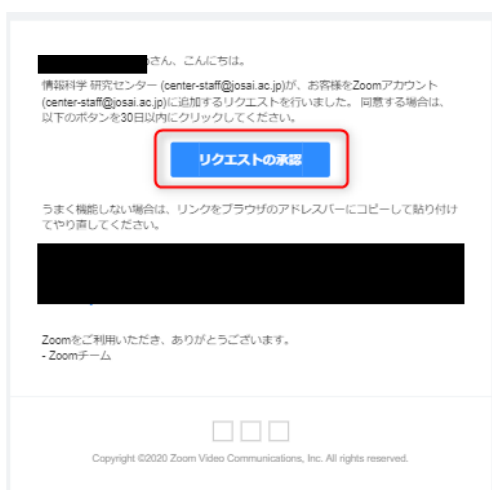 さん、こんにちは。
情報科学 研究センター (center-staff@josai.ac.jp)が、お客様をZoomアカウント
(center-staff@josai.ac.jp)に追加するリクエストを行いました。 同意する場合は、
以下のボタンを30日以内にクリックしてください。
リクエストの承認
うまく機能しない場合は、リンクをブラウザのアドレスバーにコピーして貼り付け
てやり直してください。
Zoomをご利用いただき、ありがとうございます。
- Zoomチーム
Copyright ©2020 Zoom Video Communications, Inc. All rights reserved.